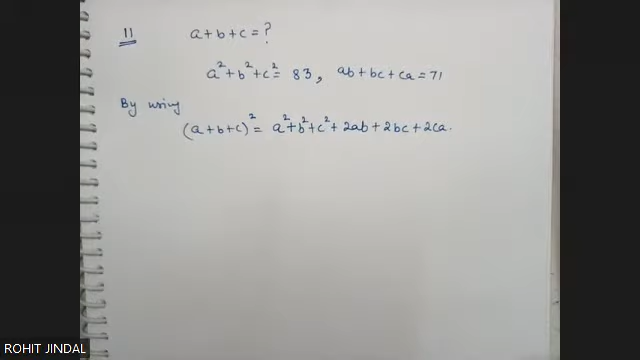 11 a+b+c = ?
a²+b²+c² = 83, ab+bc+ca = 71
By using
(a+b+c)² = a²+b²+c²+2ab+2bc+2ca.
ROHIT JINDAL